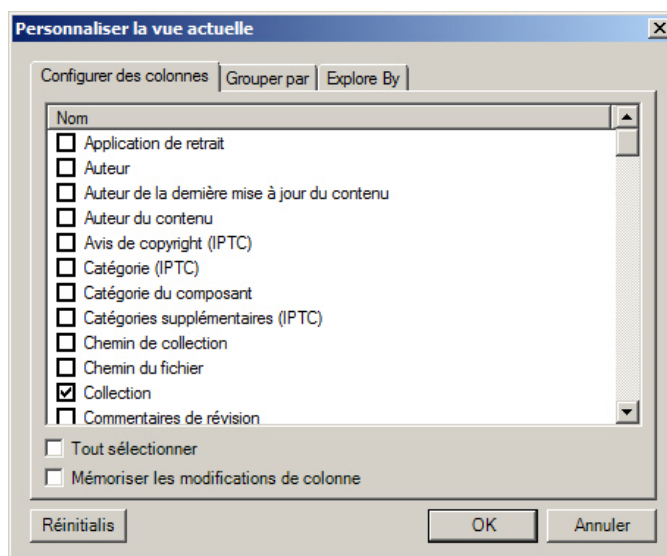 Personnaliser la vue actuelle
Configurer des colonnes Grouper par Explore By
Nom
Application de retrait
Auteur
Auteur de la dernière mise à jour du contenu
Auteur du contenu
Avis de copyright (IPTC)
Catégorie (IPTC)
Catégorie du composant
Catégories supplémentaires (IPTC)
Chemin de collection
Chemin du fichier
Collection
Commentaires de révision
Tout sélectionner
Mémoriser les modifications de colonne
Réinitialis OK Annuler